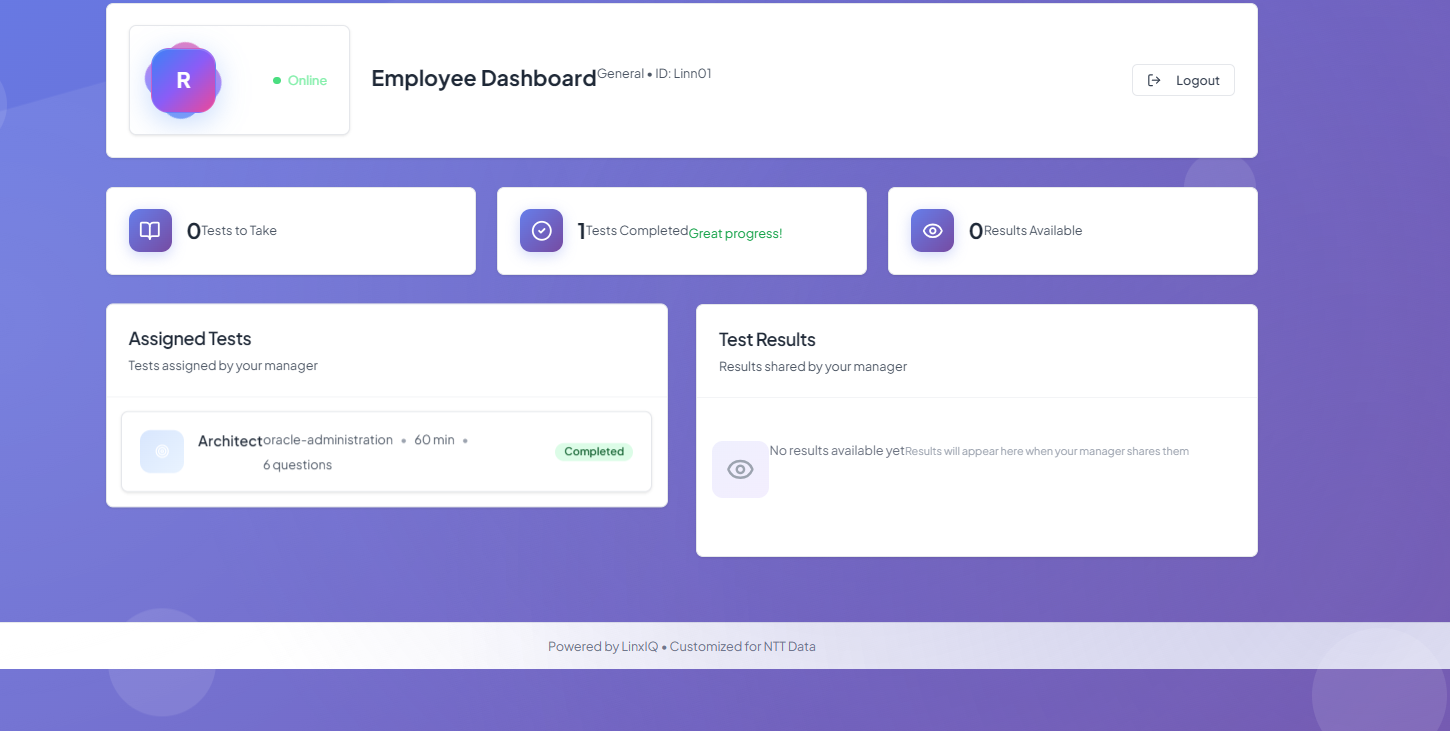 R
Online
Employee Dashboard General • ID: Linn01
Logout
0 Tests to Take
1 Tests Completed Great progress!
0 Results Available
Assigned Tests
Tests assigned by your manager
Architect oracle-administration • 60 min •
6 questions
Completed
Test Results
Results shared by your manager
No results available yet Results will appear here when your manager shares them
Powered by LinxIQ • Customized for NTT Data